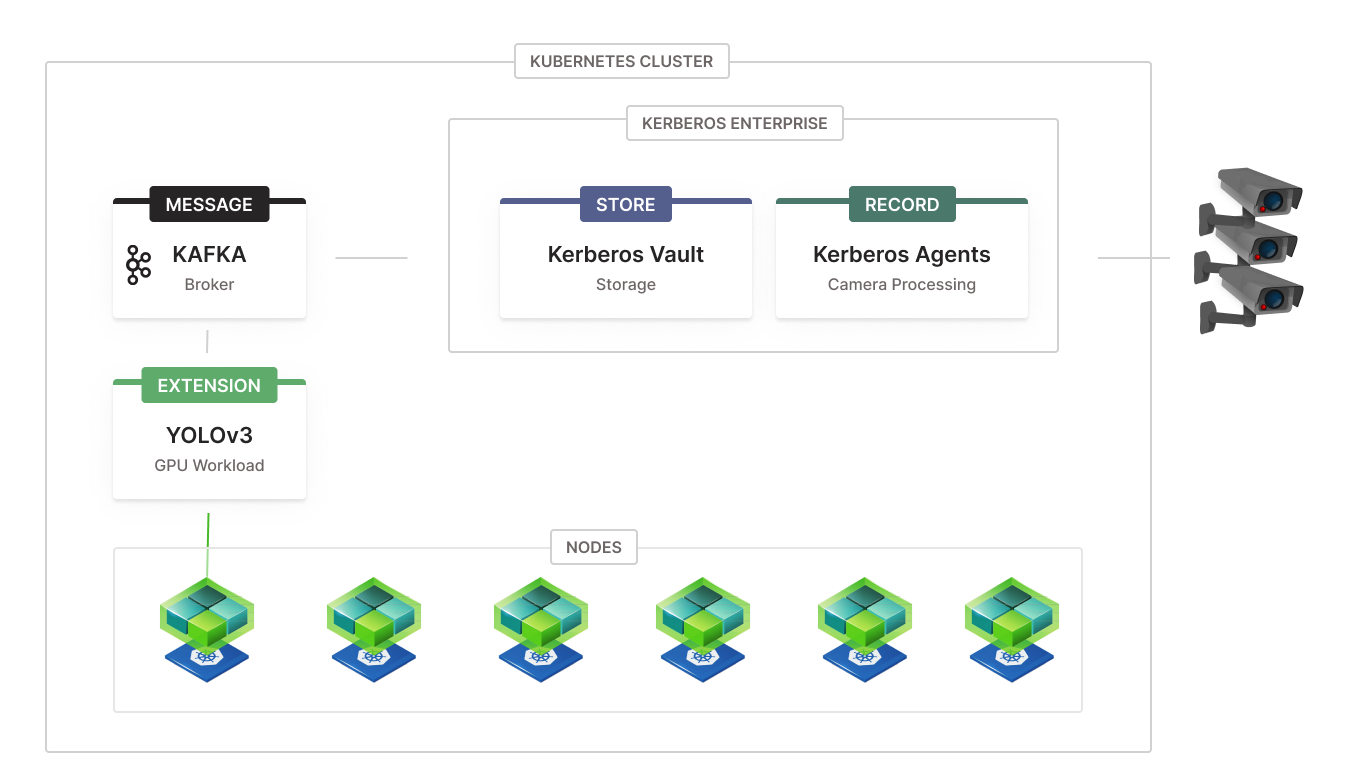 KUBERNETES CLUSTER
KERBEROS ENTERPRISE
MESSAGE
KAFKA
Broker
STORE
Kerberos Vault
Storage
RECORD
Kerberos Agents
Camera Processing
EXTENSION
YOLOv3
GPU Workload
NODES